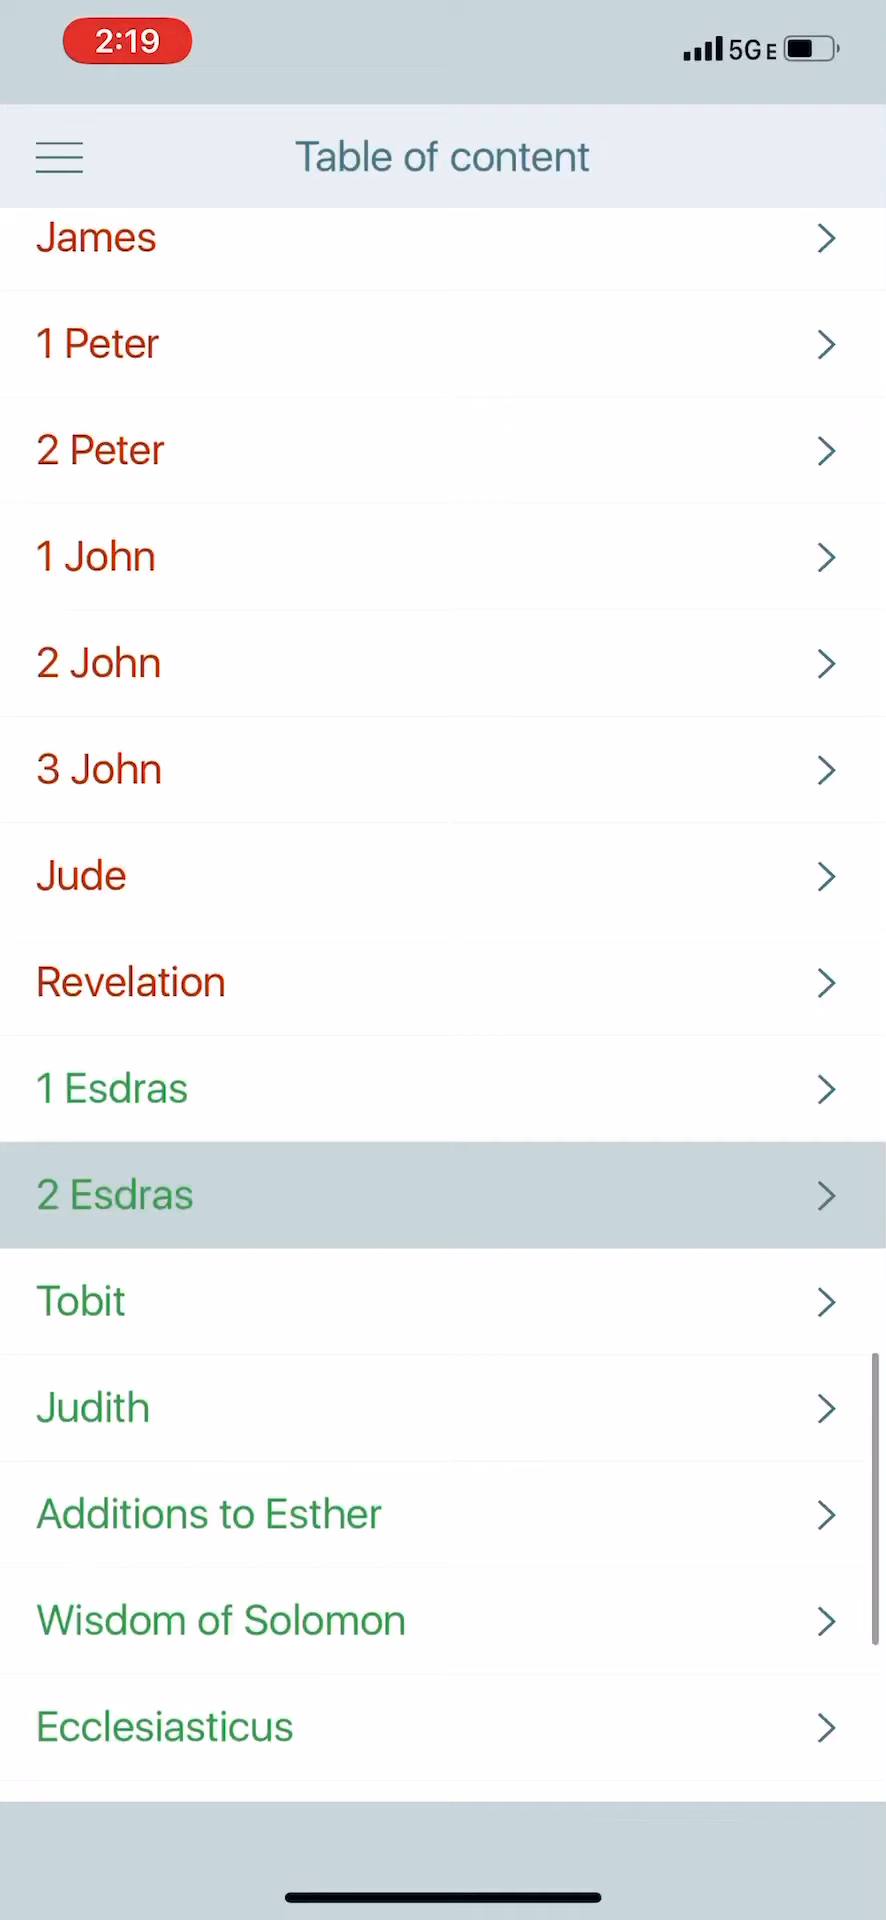 2:19
5GE
Table of content
James
1 Peter
2 Peter
1 John
2 John
3 John
Jude
Revelation
1 Esdras
2 Esdras
Tobit
Judith
Additions to Esther
Wisdom of Solomon
Ecclesiasticus